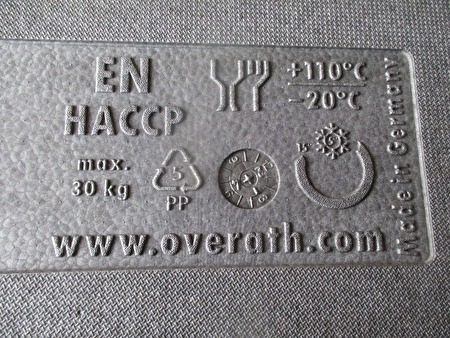 EN
HACCP
+110°C
-20°C
max.
30 kg
5
PP
www.overath.com
Made in Germany